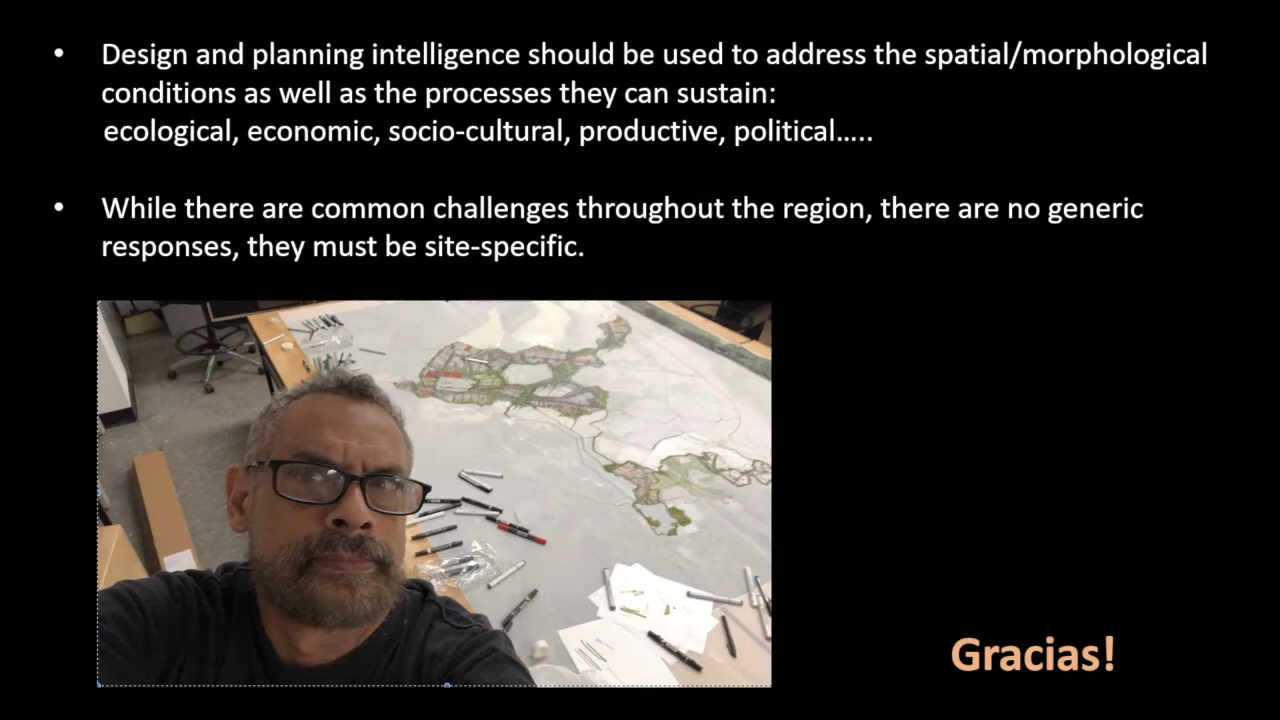 • Design and planning intelligence should be used to address the spatial/morphological
conditions as well as the processes they can sustain:
ecological, economic, socio-cultural, productive, political…..
• While there are common challenges throughout the region, there are no generic
responses, they must be site-specific.
Gracias!